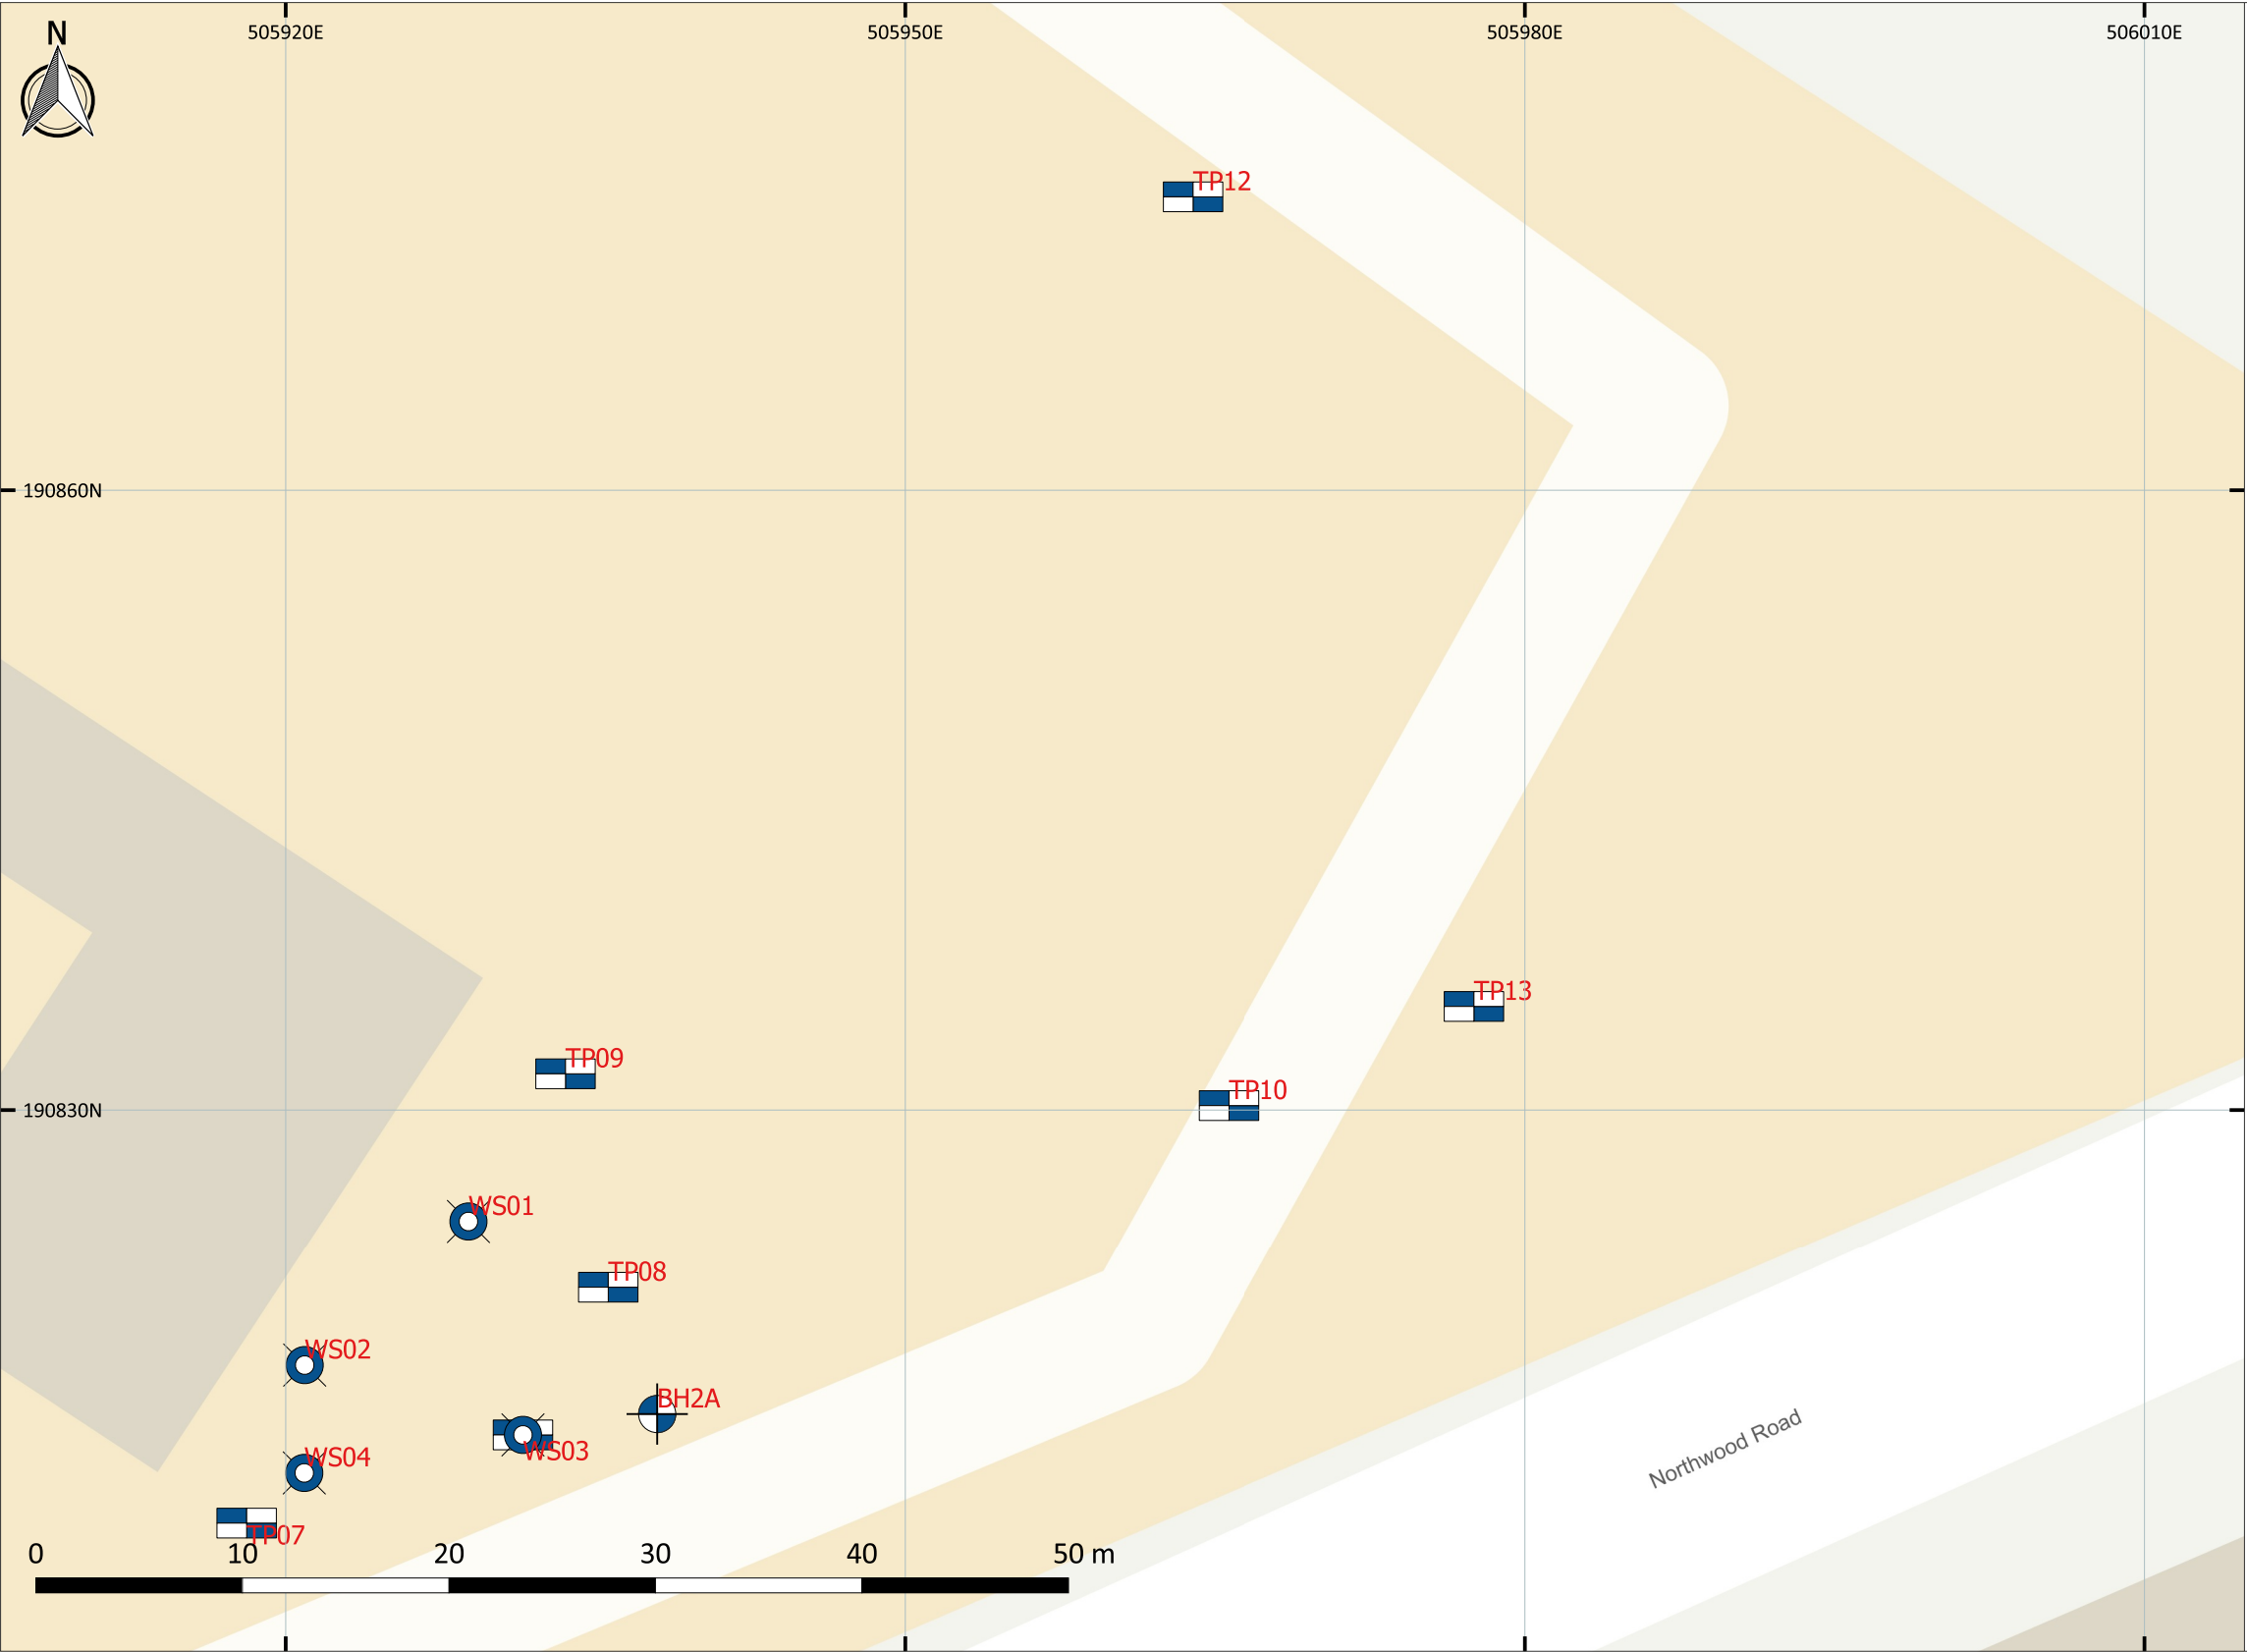 N
505920E
505950E
505980E
506010E
TP12
190860N
TP13
TP09
TP10
190830N
WS01
TP08
WS02
BH2A
WS03
WS04
Northwood Road
TP07
0 10 20 30 40 50 m